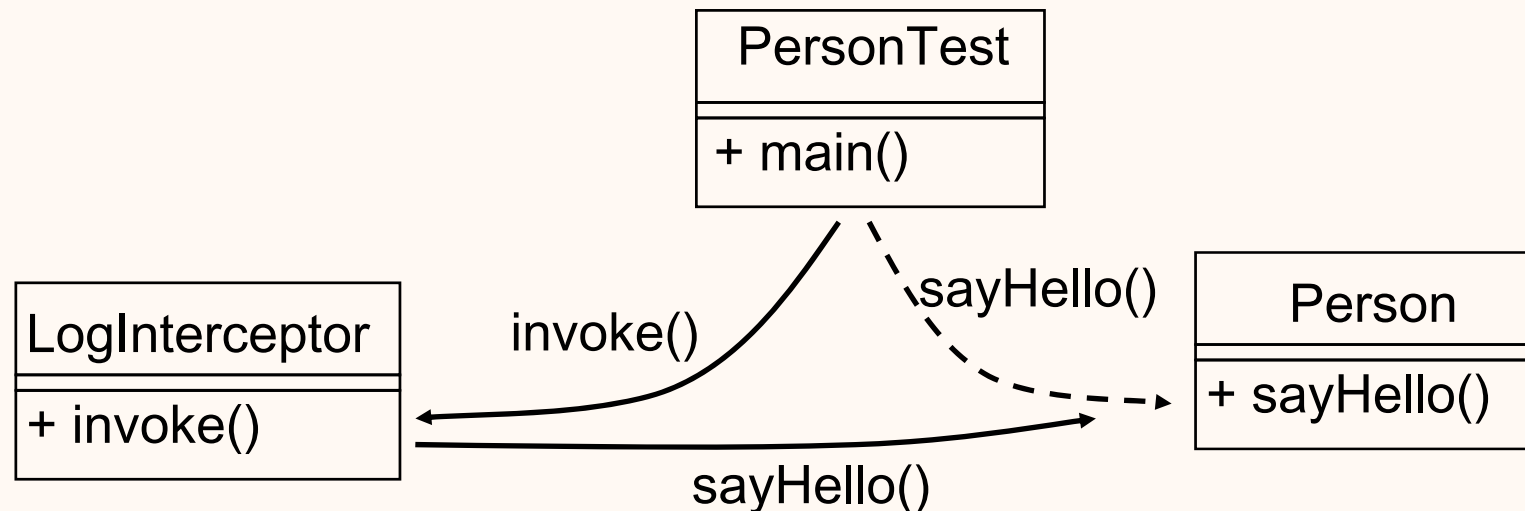 PersonTest
+ main()
LogInterceptor
+ invoke()
invoke()
sayHello()
sayHello()
Person
+ sayHello()